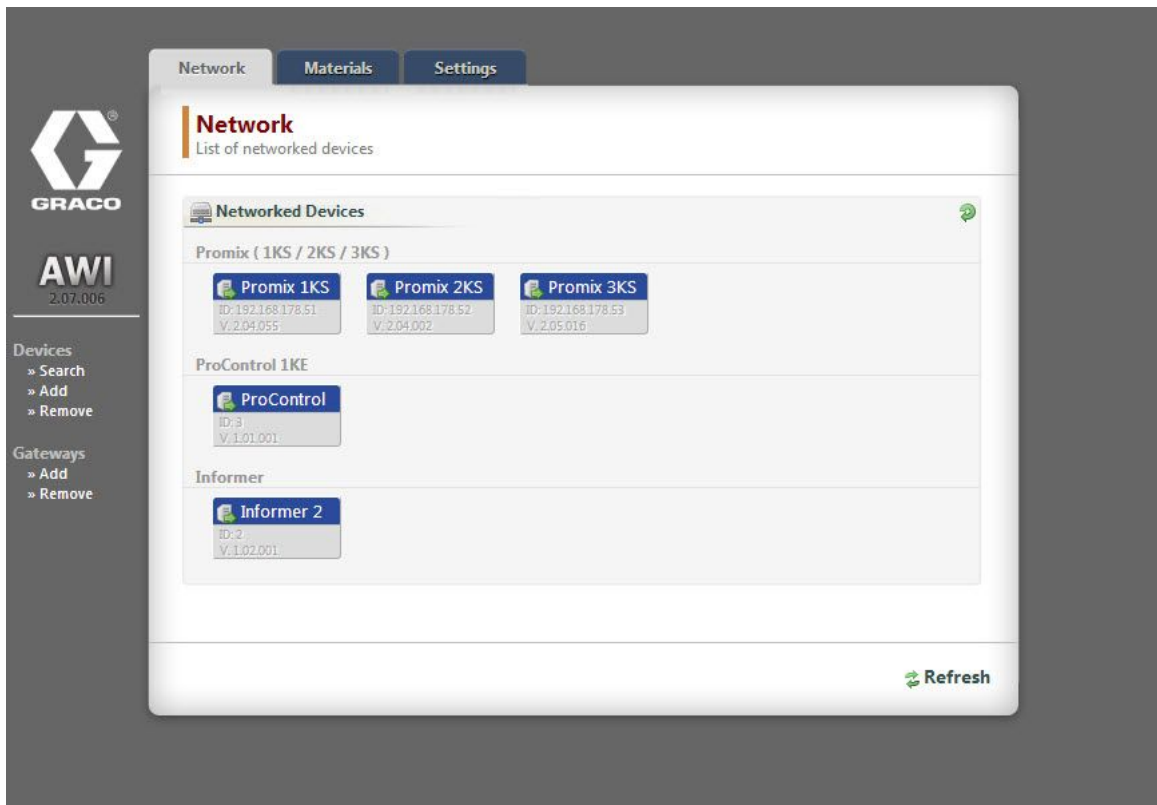 Network Materials Settings
®
GRACO
AWI
2.07.006
Devices
» Search
» Add
» Remove
Gateways
» Add
» Remove
Network
List of networked devices
Networked Devices
Promix ( 1KS / 2KS / 3KS )
Promix 1KS
ID: 192.168.178.51
V. 2.04.055
Promix 2KS
ID: 192.168.178.52
V. 2.04.002
Promix 3KS
ID: 192.168.178.53
V. 2.05.016
ProControl 1KE
ProControl
ID: 3
V. 1.01.001
Informer
Informer 2
ID: 2
V. 1.02.001
Refresh